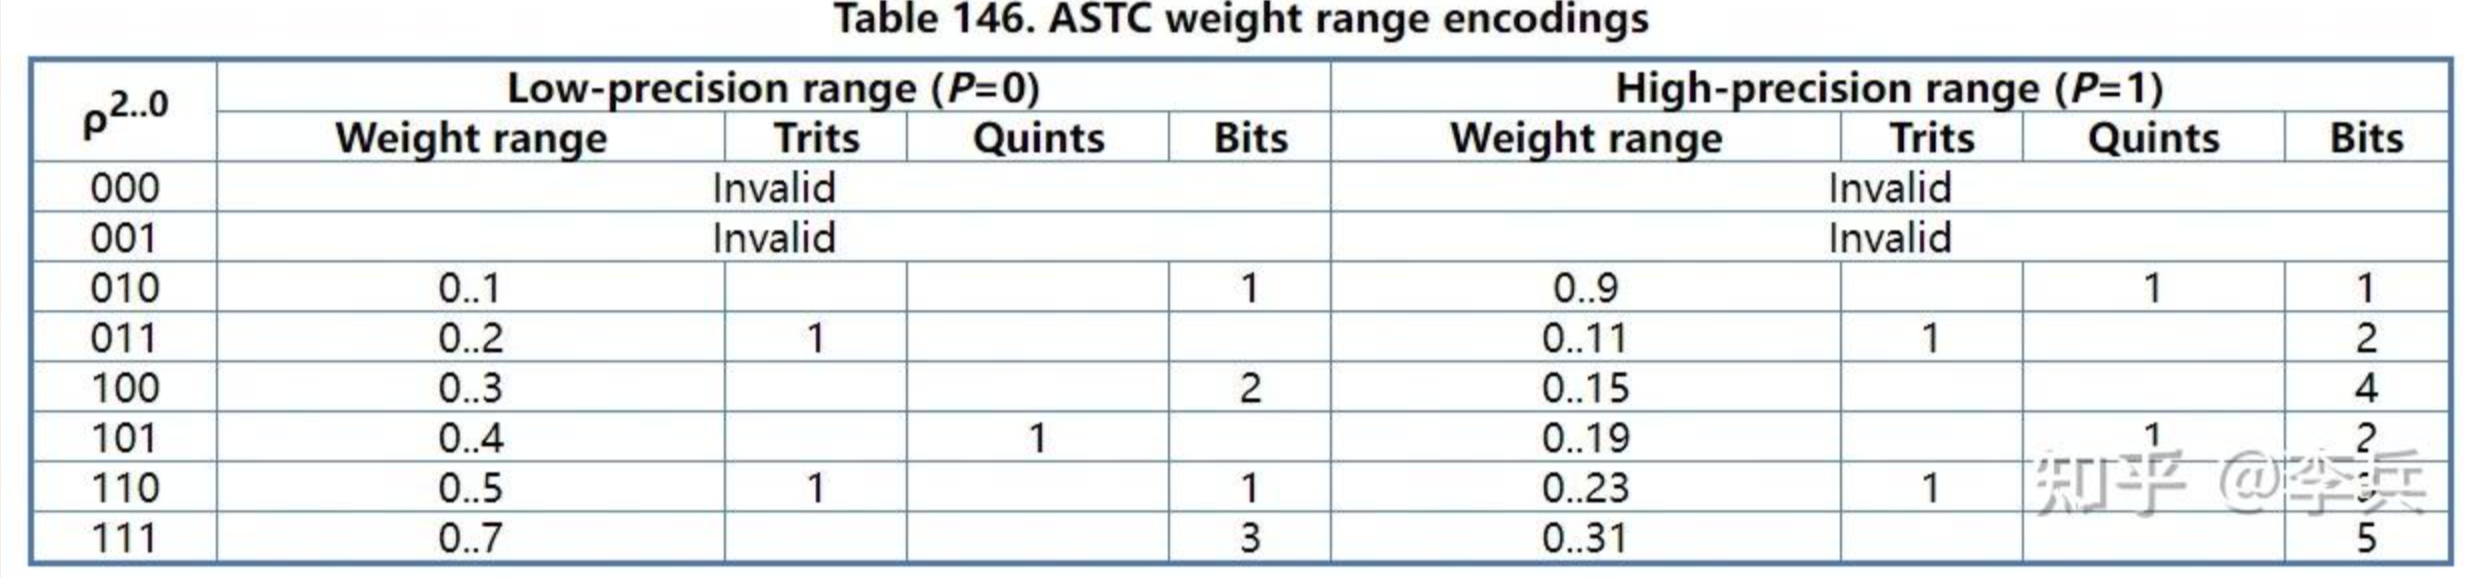 Table 146. ASTC weight range encodings
ρ2..0 Low-precision range (P=0) High-precision range (P=1)
Weight range Trits Quints Bits Weight range Trits Quints Bits
000 Invalid Invalid
001 Invalid Invalid
010 0..1 1 0..9 1 1
011 0..2 1 0..11 1 2
100 0..3 2 0..15 4
101 0..4 1 0..19 1 2
110 0..5 1 1 0..23 1 3
111 0..7 3 0..31 5
知乎 @李兵